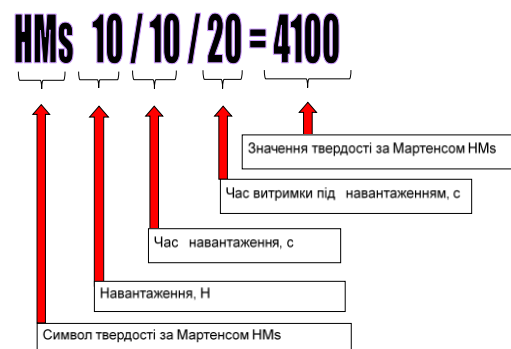 HMs 10 / 10 / 20 = 4100
Значення твердості за Мартенсом HMs
Час витримки під навантаженням, с
Час навантаження, с
Навантаження, Н
Символ твердості за Мартенсом HMs